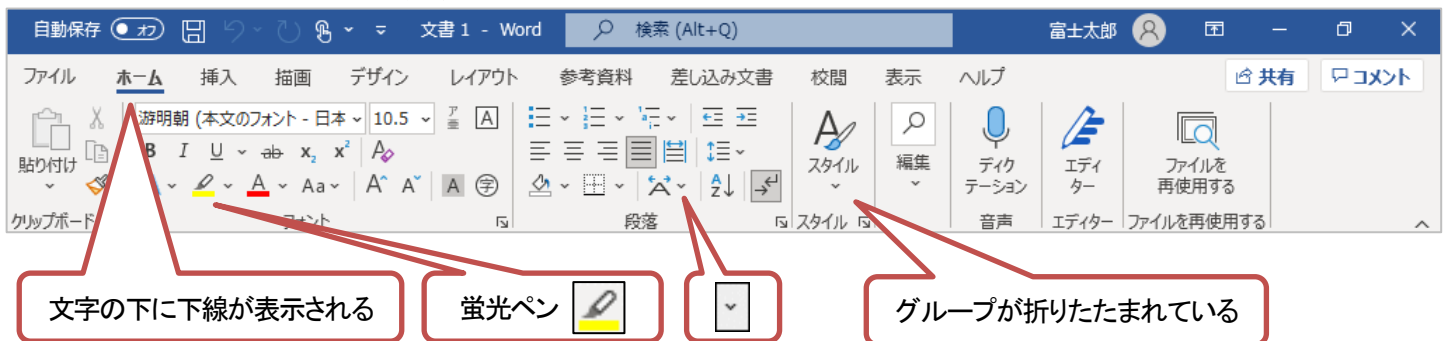 自動保存 オフ 文書 1 - Word 検索 (Alt+Q) 富士太郎
ファイル ホーム 挿入 描画 デザイン レイアウト 参考資料 差し込み文書 校閲 表示 ヘルプ 共有 コメント
游明朝 (本文のフォント - 日本 10.5 ア亜 A
B I U ab x₂ x² A
貼り付け スタイル 編集 ディク
テーション エディ
ター ファイルを
再使用する
A A Aa A^ Aˇ A 字 A Z
クリップボード フォント 段落 スタイル 音声 エディター ファイルを再使用する
文字の下に下線が表示される 蛍光ペン グループが折りたたまれている